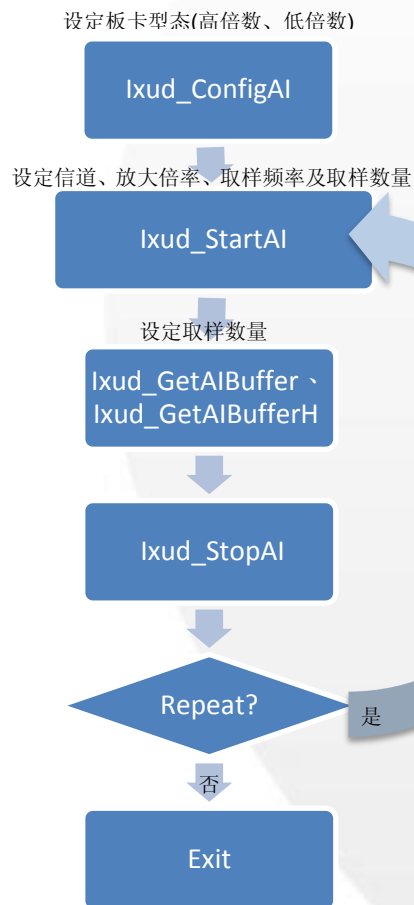 设定板卡型态(高倍数、低倍数)
Ixud_ConfigAI
设定信道、放大倍率、取样频率及取样数量
Ixud_StartAI
设定取样数量
Ixud_GetAIBuffer、
Ixud_GetAIBufferH
Ixud_StopAI
Repeat?
是
否
Exit